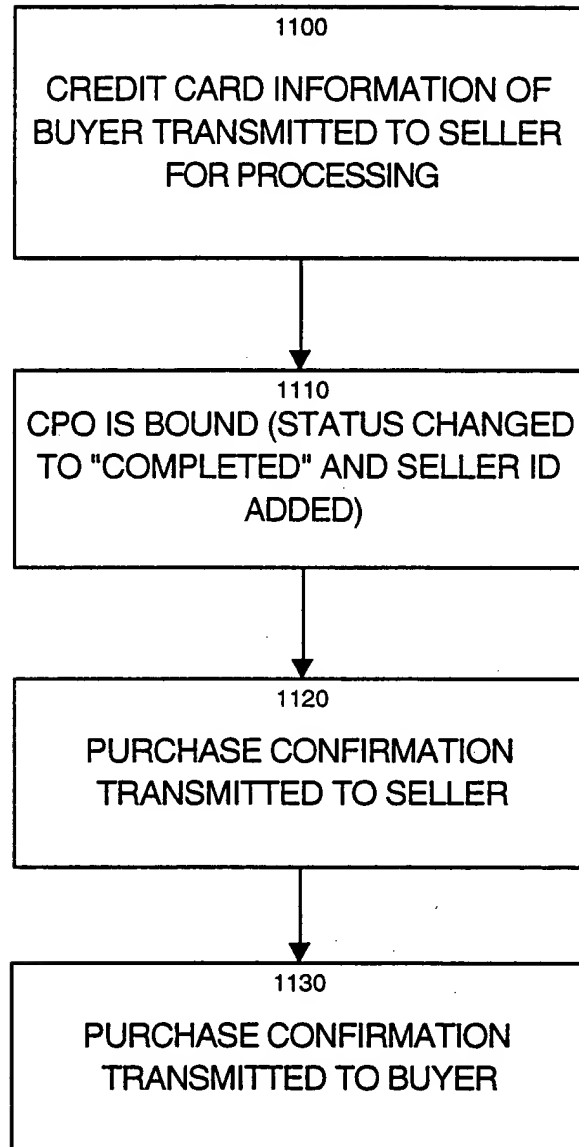 1100
CREDIT CARD INFORMATION OF
BUYER TRANSMITTED TO SELLER
FOR PROCESSING
1110
CPO IS BOUND (STATUS CHANGED
TO "COMPLETED" AND SELLER ID
ADDED)
1120
PURCHASE CONFIRMATION
TRANSMITTED TO SELLER
1130
PURCHASE CONFIRMATION
TRANSMITTED TO BUYER